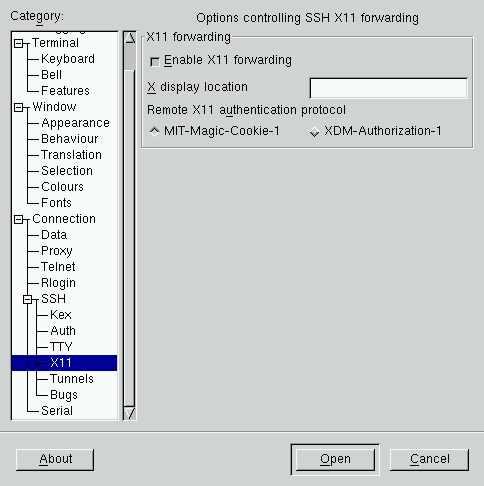 Category:
Options controlling SSH X11 forwarding
Terminal
Keyboard
Bell
Features
Window
Appearance
Behaviour
Translation
Selection
Colours
Fonts
Connection
Data
Proxy
Telnet
Rlogin
SSH
Kex
Auth
TTY
X11
Tunnels
Bugs
Serial
X11 forwarding
Enable X11 forwarding
X display location
Remote X11 authentication protocol
MIT-Magic-Cookie-1 XDM-Authorization-1
About Open Cancel